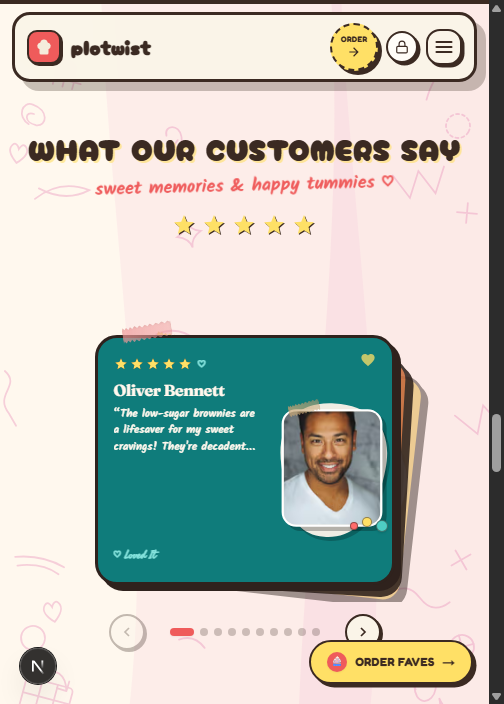 plotwist
ORDER
→
WHAT OUR CUSTOMERS SAY
sweet memories & happy tummies ♡
Oliver Bennett
“The low-sugar brownies are
a lifesaver for my sweet
cravings! They're decadent...
♡ Loved It
N
ORDER FAVES →